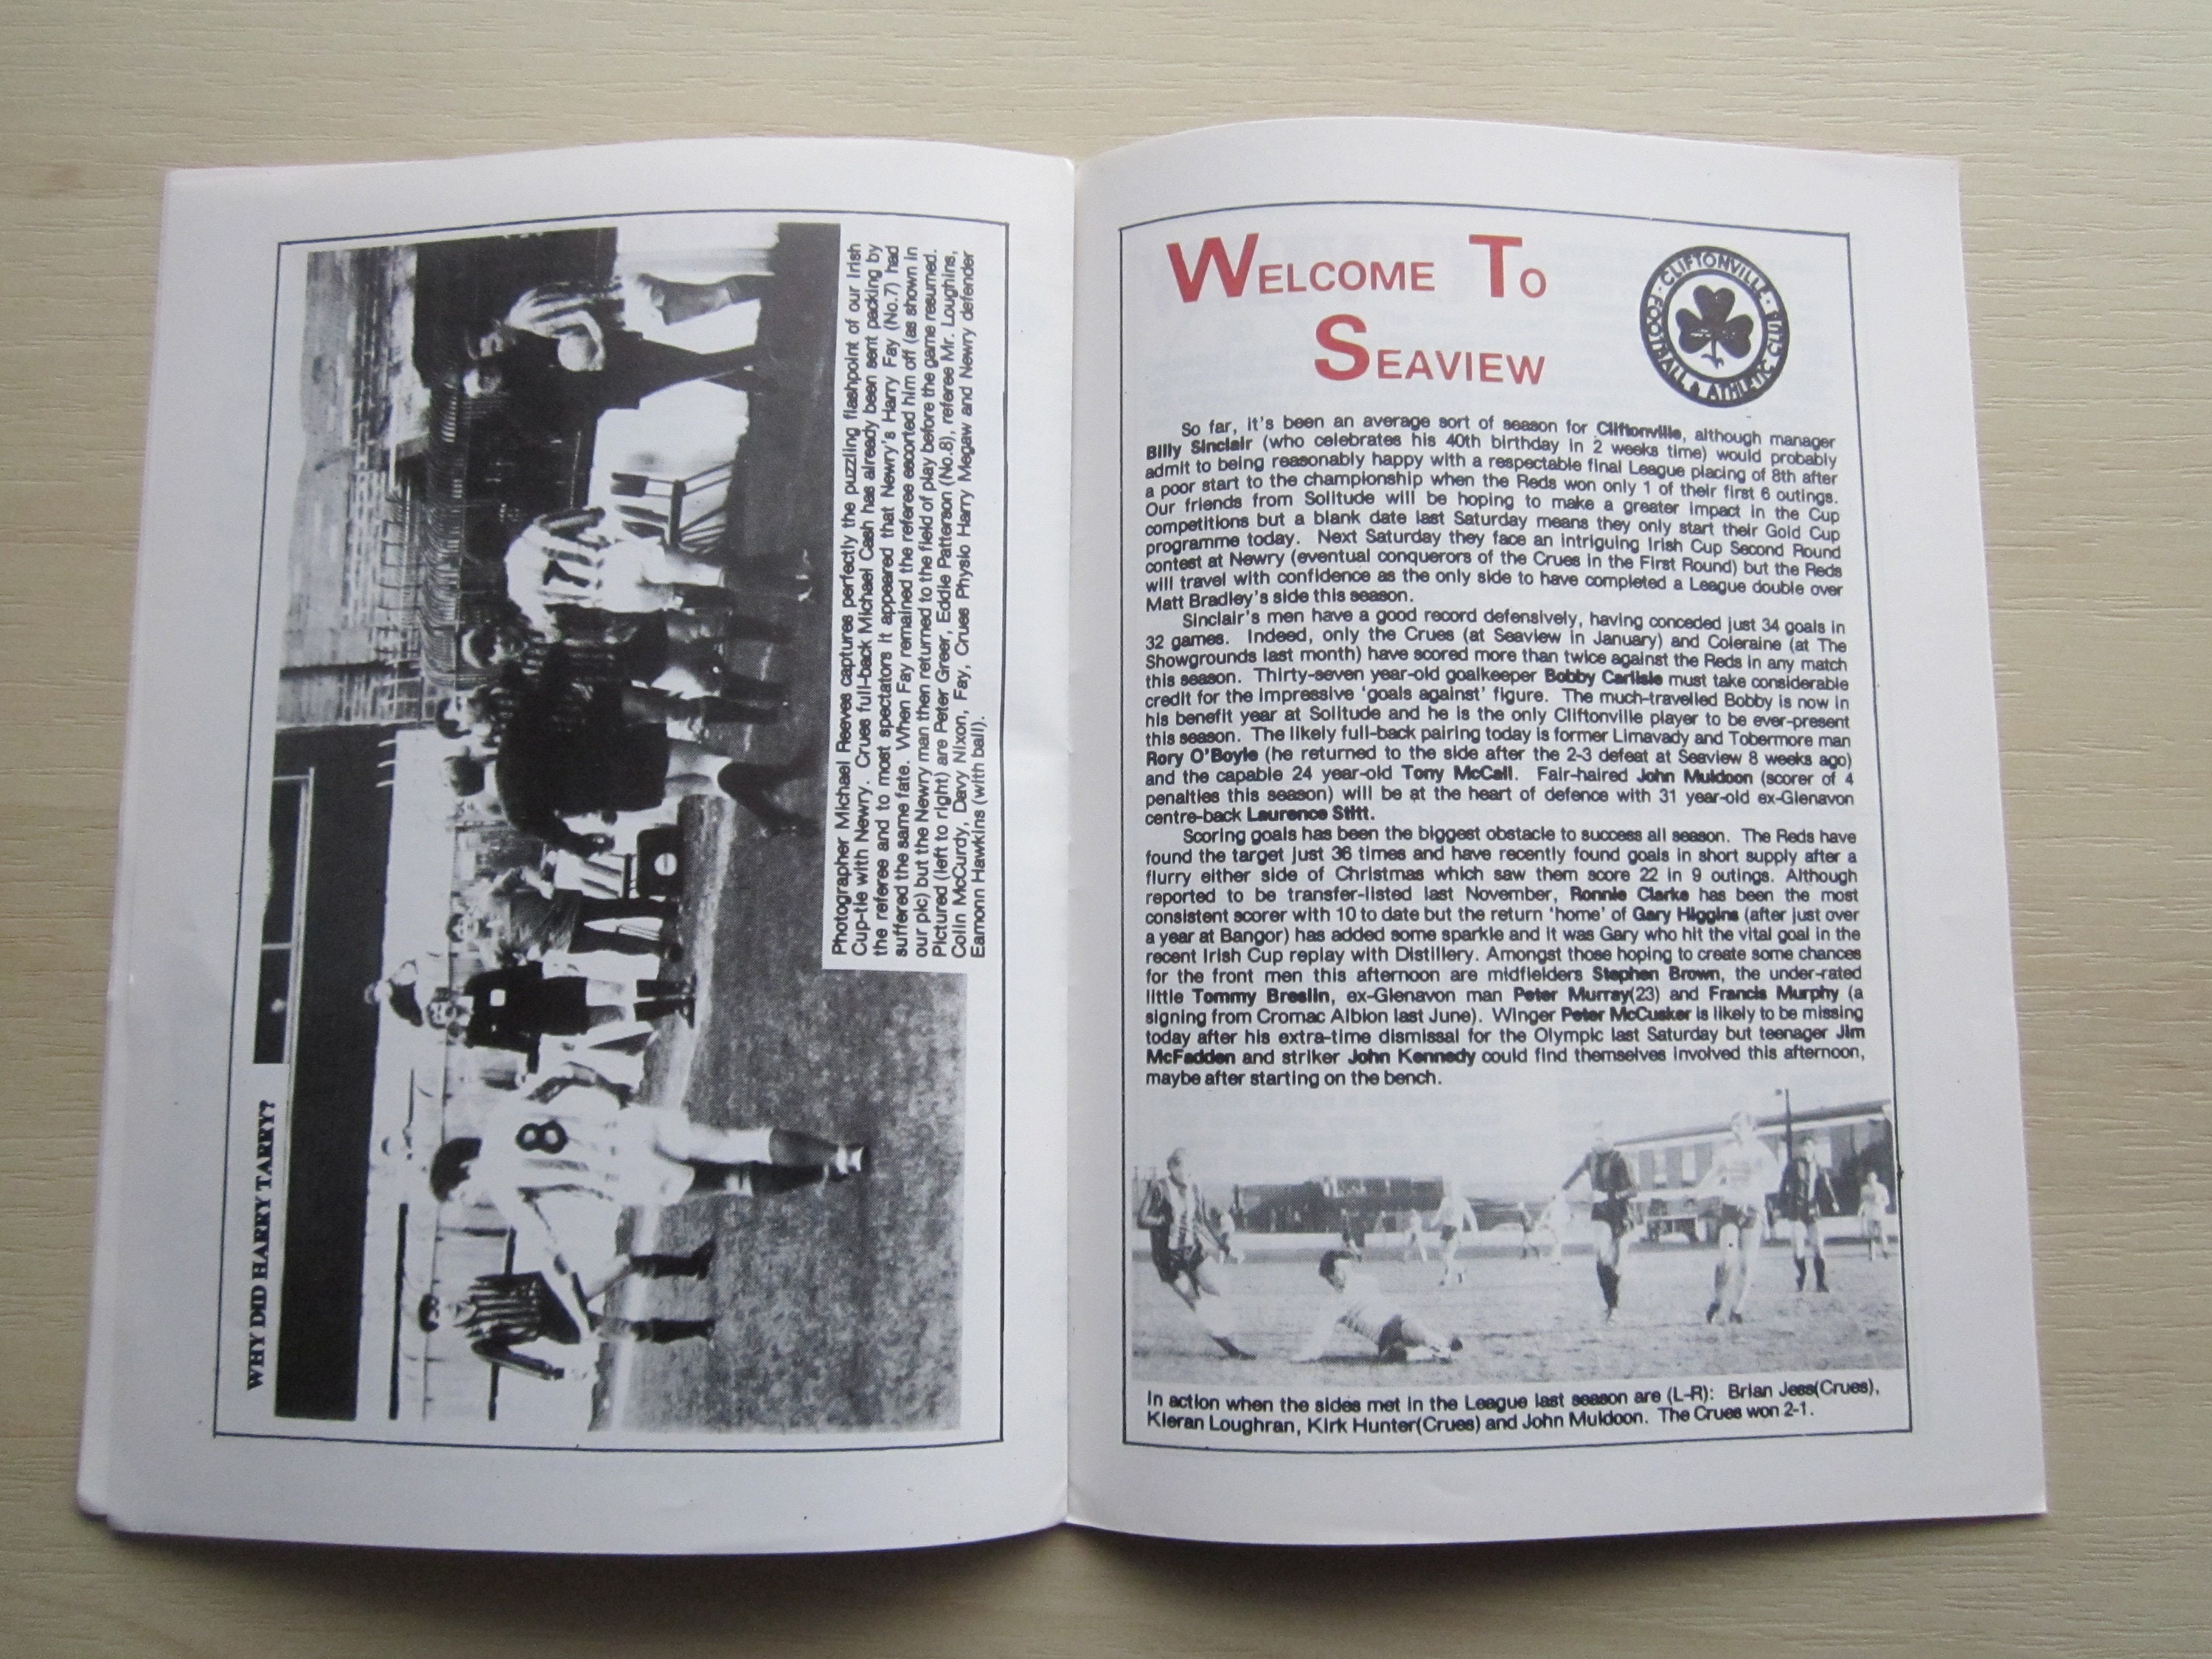 WHY DID HARRY TARRY?
8
7
Photographer Michael Reeves captures perfectly the puzzling flashpoint of our Irish
Cup-tie with Newry. Crues full-back Michael Cash has already been sent packing by
the referee and to most spectators it appeared that Newry's Harry Fay (No.7) had
suffered the same fate. When Fay remained the referee escorted him off (as shown in
our pic) but the Newry man then returned to the field of play before the game resumed.
Pictured (left to right) are Peter Greer, Eddie Patterson (No.8), referee Mr. Loughins,
Colin McCurdy, Davy Nixon, Fay, Crues Physio Harry Megaw and Newry defender
Eamonn Hawkins (with ball).
WELCOME TO
SEAVIEW
CLIFTONVILLE FOOTBALL & ATHLETIC CLUB
So far, it's been an average sort of season for Cliftonville, although manager
Billy Sinclair (who celebrates his 40th birthday in 2 weeks time) would probably
admit to being reasonably happy with a respectable final League placing of 8th after
a poor start to the championship when the Reds won only 1 of their first 6 outings.
Our friends from Solitude will be hoping to make a greater impact in the Cup
competitions but a blank date last Saturday means they only start their Gold Cup
programme today. Next Saturday they face an intriguing Irish Cup Second Round
contest at Newry (eventual conquerors of the Crues in the First Round) but the Reds
will travel with confidence as the only side to have completed a League double over
Matt Bradley's side this season.
Sinclair's men have a good record defensively, having conceded just 34 goals in
32 games. Indeed, only the Crues (at Seaview in January) and Coleraine (at The
Showgrounds last month) have scored more than twice against the Reds in any match
this season. Thirty-seven year-old goalkeeper Bobby Carlisle must take considerable
credit for the impressive 'goals against' figure. The much-travelled Bobby is now in
his benefit year at Solitude and he is the only Cliftonville player to be ever-present
this season. The likely full-back pairing today is former Limavady and Tobermore man
Rory O'Boyle (he returned to the side after the 2-3 defeat at Seaview 8 weeks ago)
and the capable 24 year-old Tony McCall. Fair-haired John Muldoon (scorer of 4
penalties this season) will be at the heart of defence with 31 year-old ex-Glenavon
centre-back Laurence Stitt.
Scoring goals has been the biggest obstacle to success all season. The Reds have
found the target just 36 times and have recently found goals in short supply after a
flurry either side of Christmas which saw them score 22 in 9 outings. Although
reported to be transfer-listed last November, Ronnie Clarke has been the most
consistent scorer with 10 to date but the return 'home' of Gary Higgins (after just over
a year at Bangor) has added some sparkle and it was Gary who hit the vital goal in the
recent Irish Cup replay with Distillery. Amongst those hoping to create some chances
for the front men this afternoon are midfielders Stephen Brown, the under-rated
little Tommy Breslin, ex-Glenavon man Peter Murray(23) and Francis Murphy (a
signing from Cromac Albion last June). Winger Peter McCusker is likely to be missing
today after his extra-time dismissal for the Olympic last Saturday but teenager Jim
McFadden and striker John Kennedy could find themselves involved this afternoon,
maybe after starting on the bench.
In action when the sides met in the League last season are (L-R): Brian Jess(Crues),
Kieran Loughran, Kirk Hunter(Crues) and John Muldoon. The Crues won 2-1.